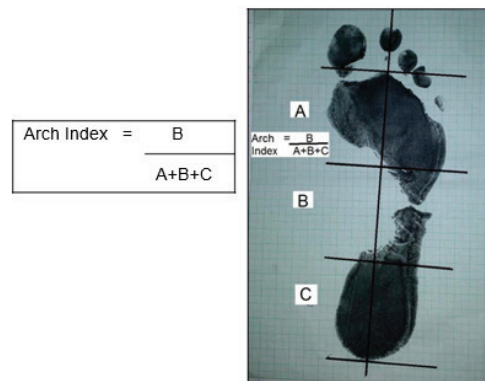 Arch Index = B
A+B+C
A
Arch = B
Index A+B+C
B
C